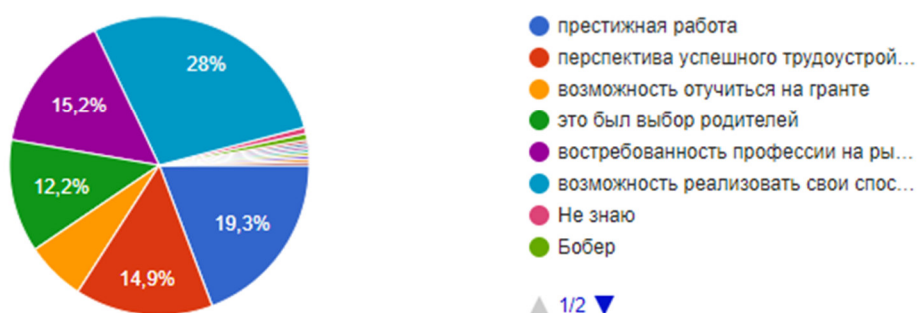 28%
15,2%
12,2%
14,9%
19,3%
престижная работа
перспектива успешного трудоустрой...
возможность отучиться на гранте
это был выбор родителей
востребованность профессии на ры...
возможность реализовать свои спос...
Не знаю
Бобер
1/2